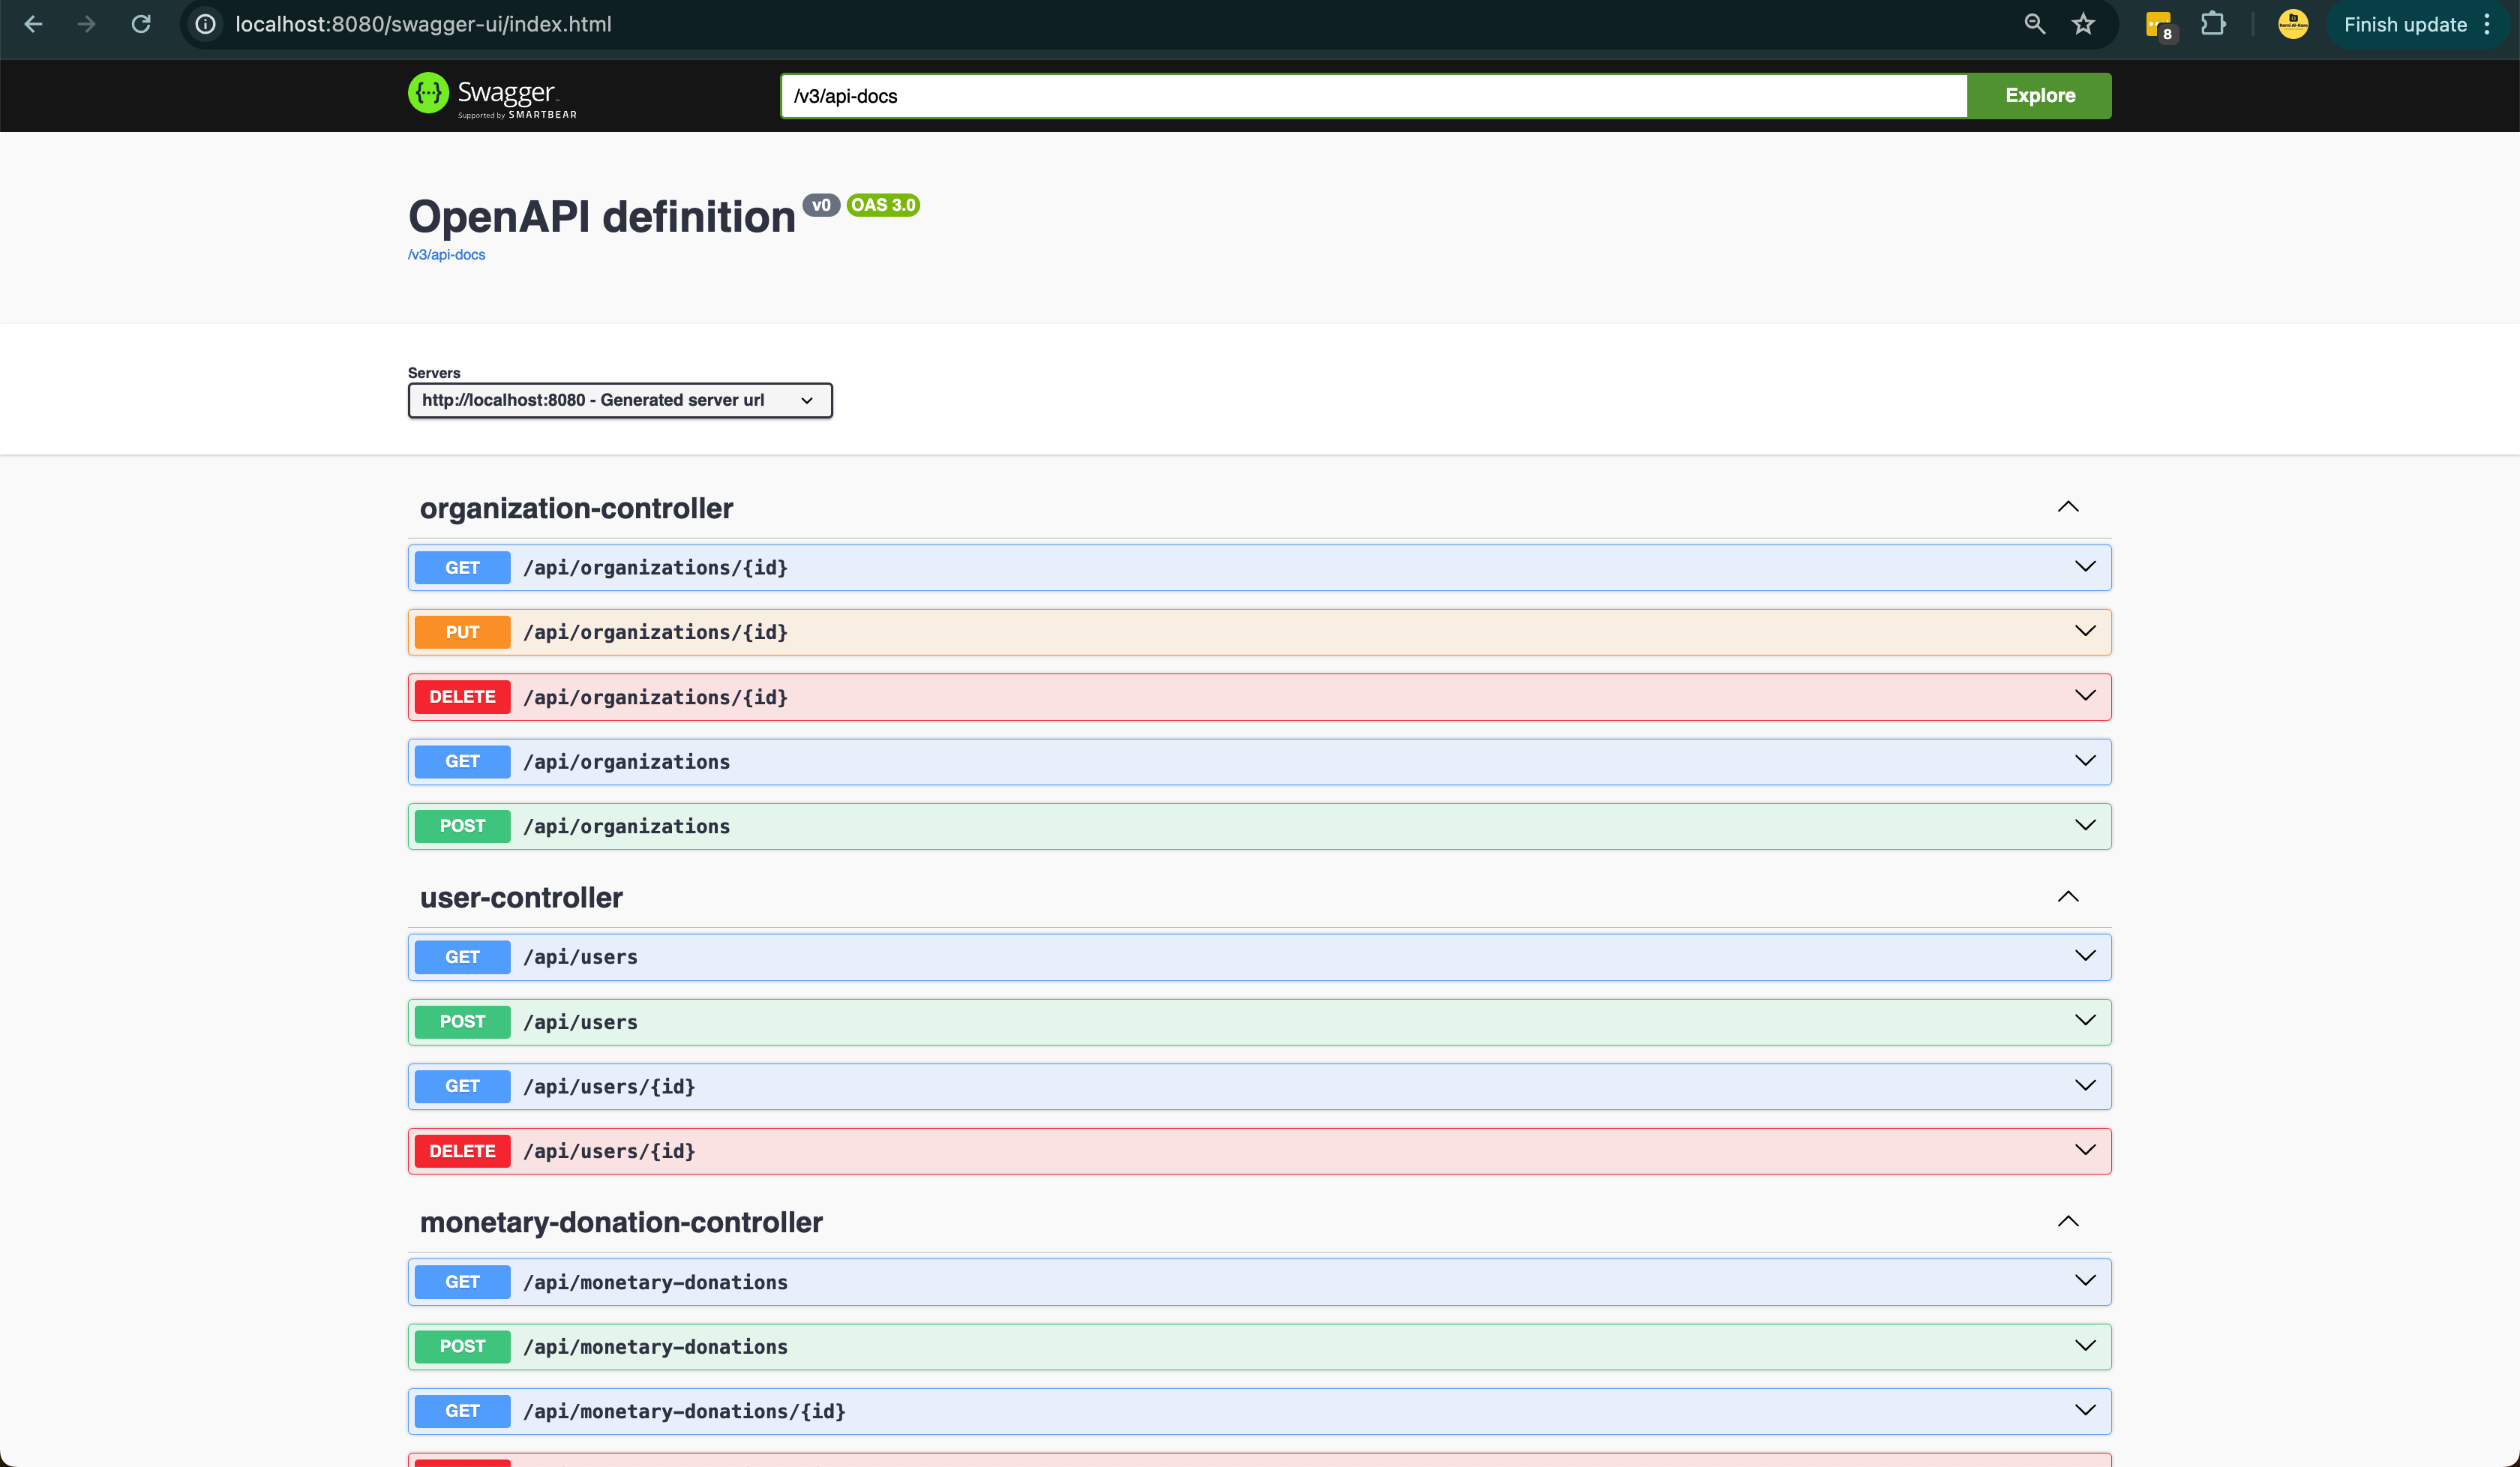 localhost:8080/swagger-ui/index.html
8
Finish update
{···} Swagger
Supported by SMARTBEAR
/v3/api-docs
Explore
OpenAPI definition v0 OAS 3.0
/v3/api-docs
Servers
http://localhost:8080 - Generated server url
organization-controller
GET /api/organizations/{id}
PUT /api/organizations/{id}
DELETE /api/organizations/{id}
GET /api/organizations
POST /api/organizations
user-controller
GET /api/users
POST /api/users
GET /api/users/{id}
DELETE /api/users/{id}
monetary-donation-controller
GET /api/monetary-donations
POST /api/monetary-donations
GET /api/monetary-donations/{id}